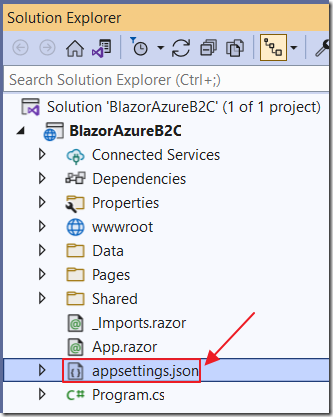 Solution Explorer
Search Solution Explorer (Ctrl+;)
Solution 'BlazorAzureB2C' (1 of 1 project)
BlazorAzureB2C
Connected Services
Dependencies
Properties
wwwroot
Data
Pages
Shared
_Imports.razor
App.razor
appsettings.json
C# Program.cs